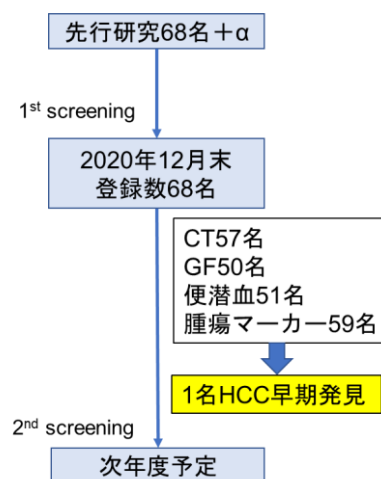 先行研究68名＋α
1st screening
2020年12月末
登録数68名
CT57名
GF50名
便潜血51名
腫瘍マーカー59名
1名HCC早期発見
2nd screening
次年度予定